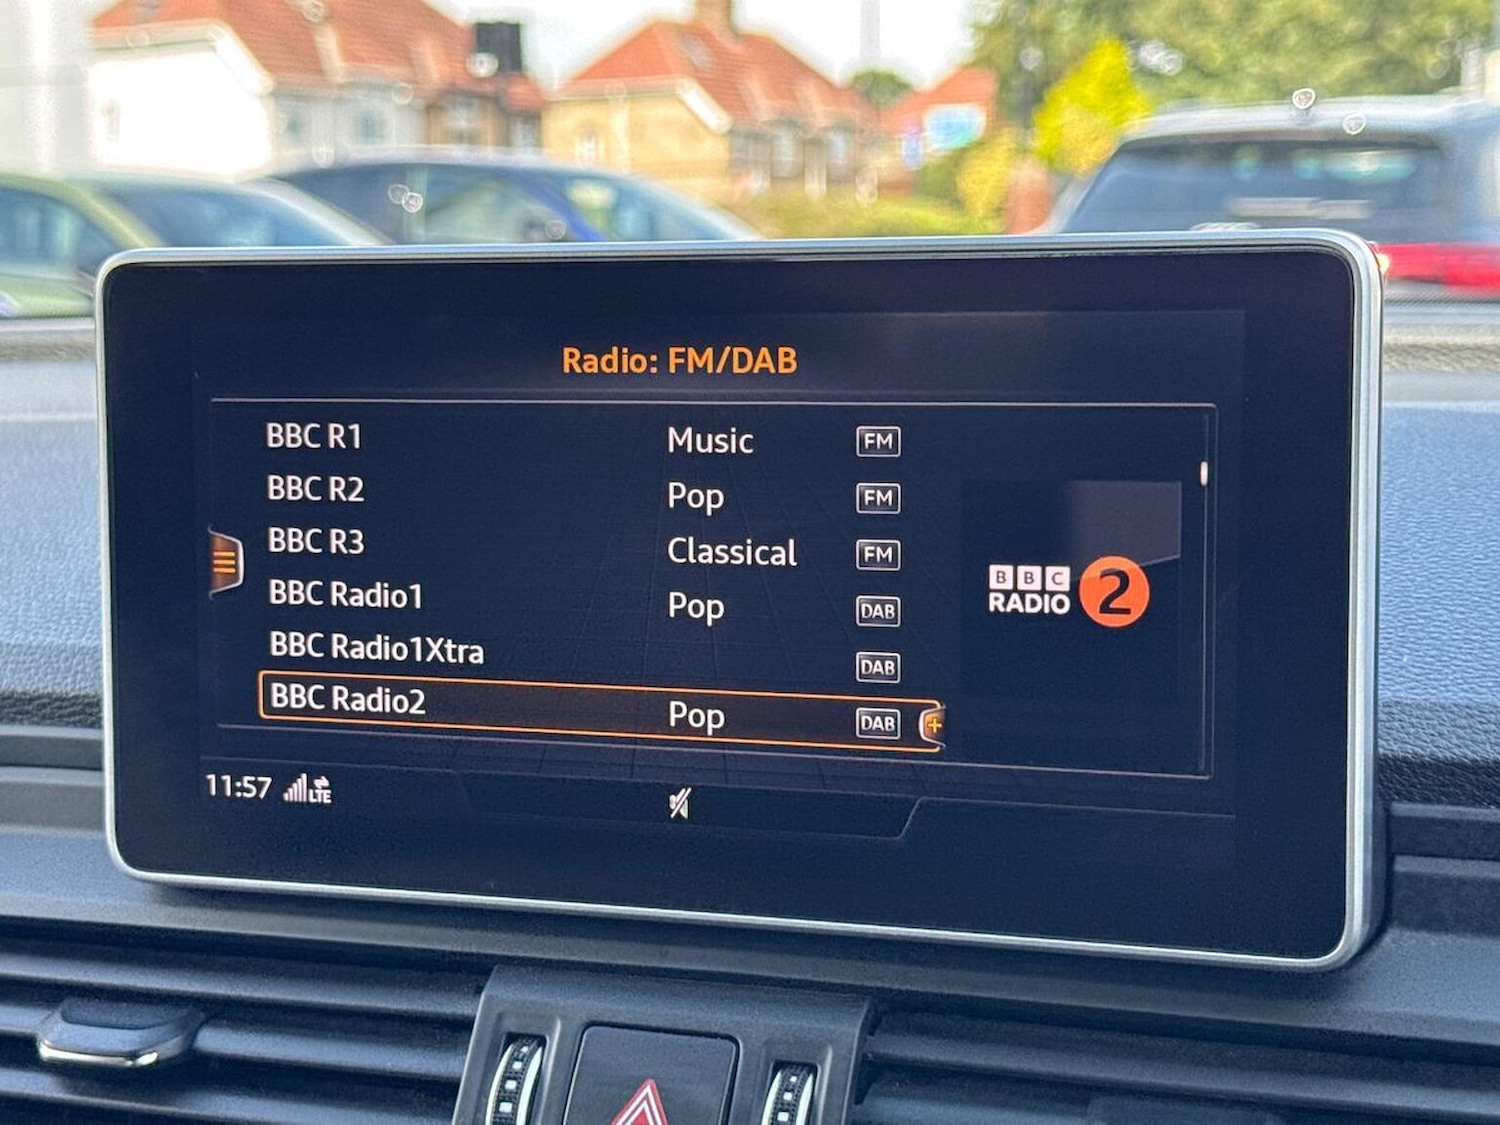 Radio: FM/DAB
BBC R1 Music FM
BBC R2 Pop FM
BBC R3 Classical FM
BBC Radio1 Pop DAB
BBC Radio1Xtra DAB
BBC Radio2 Pop DAB +
BBC
RADIO 2
11:57 LTE